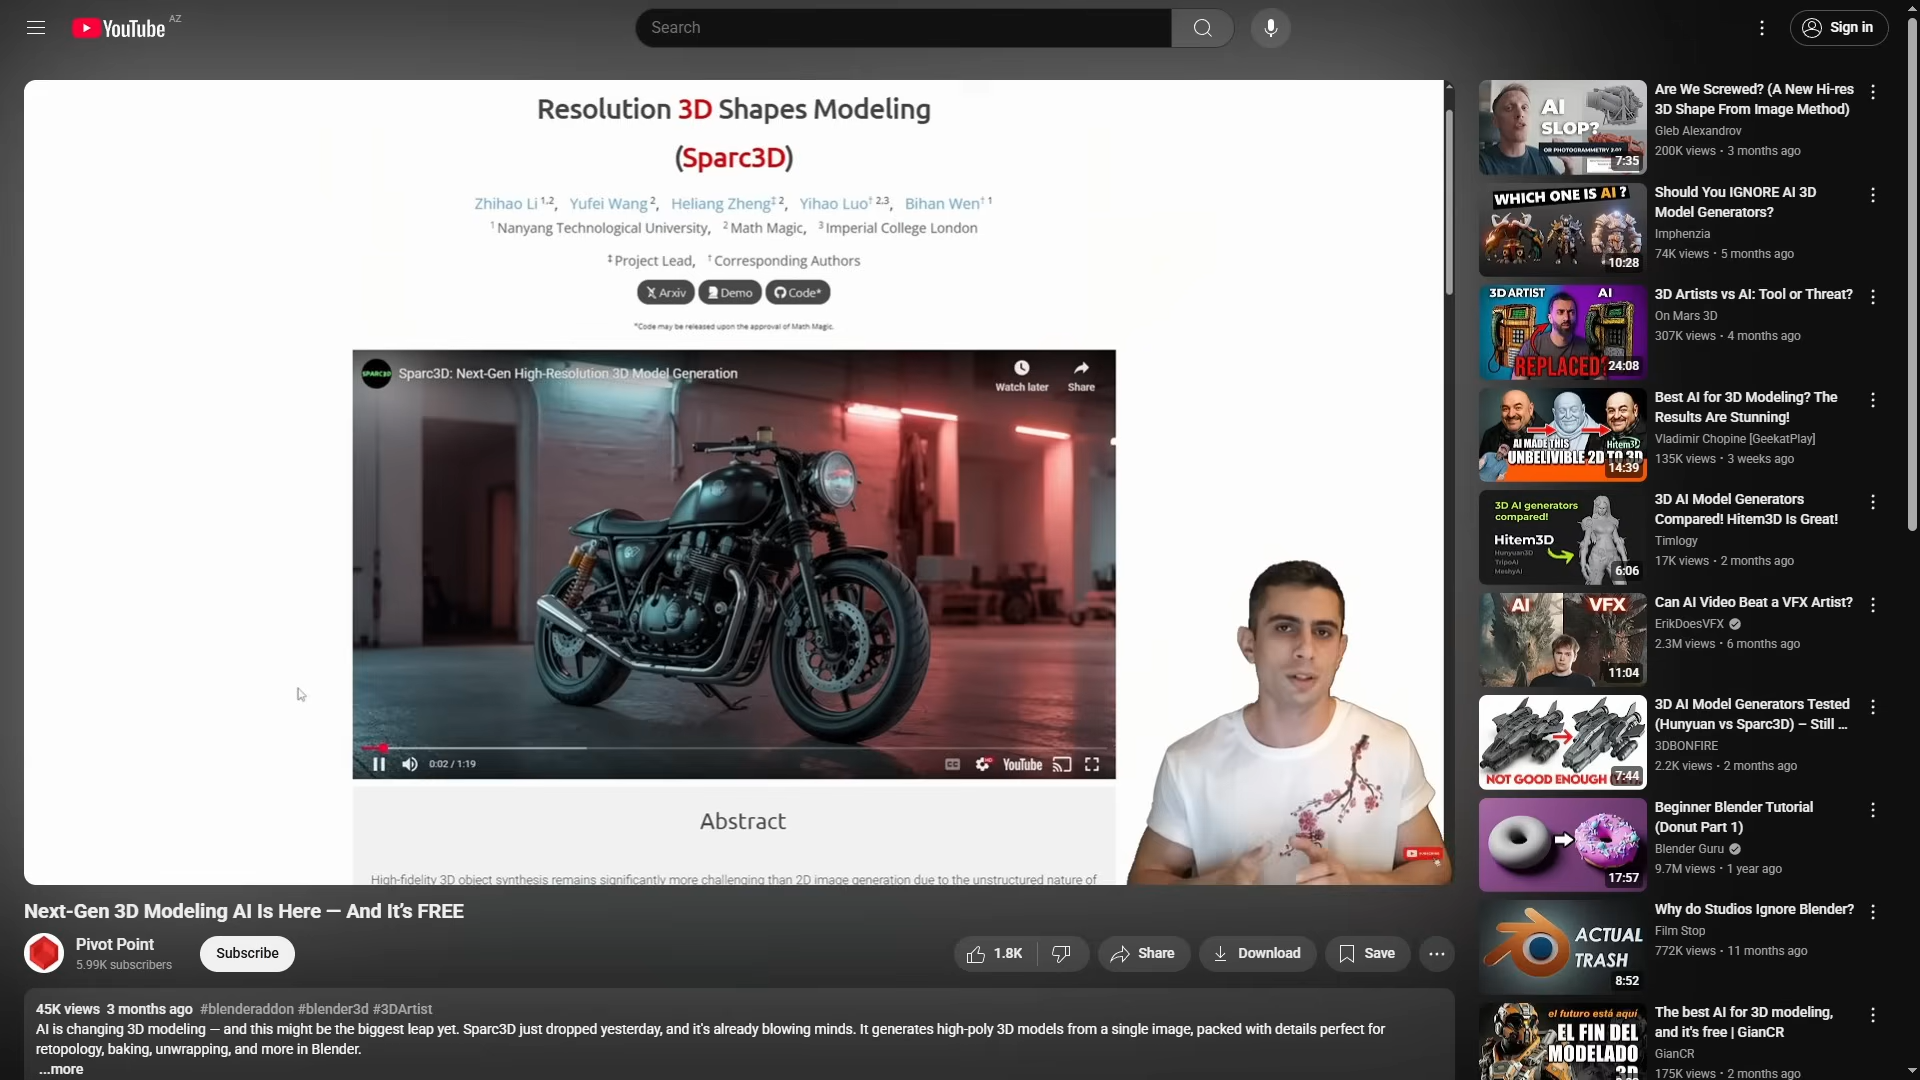 YouTube AZ
Search
Sign in
Resolution 3D Shapes Modeling
(Sparc3D)
Zhihao Li 1,2, Yufei Wang 2, Heliang Zheng‡ 2, Yihao Luo† 2,3, Bihan Wen† 1
1 Nanyang Technological University, 2 Math Magic, 3 Imperial College London
‡ Project Lead, † Corresponding Authors
Arxiv Demo Code*
*Code may be released upon the approval of Math Magic.
SPARC3D
Sparc3D: Next-Gen High-Resolution 3D Model Generation
Watch later
Share
0:02 / 1:19
CC
YouTube
Abstract
High-fidelity 3D object synthesis remains significantly more challenging than 2D image generation due to the unstructured nature of
Next-Gen 3D Modeling AI Is Here — And It's FREE
Pivot Point
5.99K subscribers
Subscribe
1.8K
Share
Download
Save
45K views 3 months ago #blenderaddon #blender3d #3DArtist
AI is changing 3D modeling — and this might be the biggest leap yet. Sparc3D just dropped yesterday, and it's already blowing minds. It generates high-poly 3D models from a single image, packed with details perfect for
retopology, baking, unwrapping, and more in Blender.
...more
AI
SLOP?
OR PHOTOGRAMMETRY 2.0?
7:35
Are We Screwed? (A New Hi-res
3D Shape From Image Method)
Gleb Alexandrov
200K views • 3 months ago
WHICH ONE IS AI ?
10:28
Should You IGNORE AI 3D
Model Generators?
Imphenzia
74K views • 5 months ago
3D ARTIST AI
REPLACED?
24:08
3D Artists vs AI: Tool or Threat?
On Mars 3D
307K views • 4 months ago
AI MADE THIS
Hitem3D
UNBELIVIBLE 2D TO 3D
14:39
Best AI for 3D Modeling? The
Results Are Stunning!
Vladimir Chopine [GeekatPlay]
135K views • 3 weeks ago
3D AI generators
compared!
Hitem3D
Hunyuan3D
TripoAI
MeshyAI
6:06
3D AI Model Generators
Compared! Hitem3D Is Great!
Timlogy
17K views • 2 months ago
AI VFX
11:04
Can AI Video Beat a VFX Artist?
ErikDoesVFX
2.3M views • 6 months ago
NOT GOOD ENOUGH
7:44
3D AI Model Generators Tested
(Hunyuan vs Sparc3D) – Still ...
3DBONFIRE
2.2K views • 2 months ago
17:57
Beginner Blender Tutorial
(Donut Part 1)
Blender Guru
9.7M views • 1 year ago
ACTUAL
TRASH
8:52
Why do Studios Ignore Blender?
Film Stop
772K views • 11 months ago
el futuro está aquí
EL FIN DEL
MODELADO
3D
The best AI for 3D modeling,
and it's free | GianCR
GianCR
175K views • 2 months ago